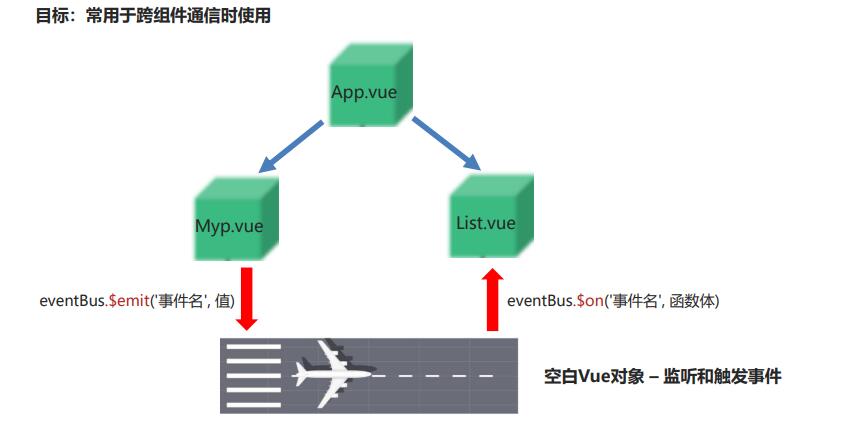 目标：常用于跨组件通信时使用
App.vue
Myp.vue
List.vue
eventBus.$emit('事件名', 值)
eventBus.$on('事件名', 函数体)
空白Vue对象 – 监听和触发事件